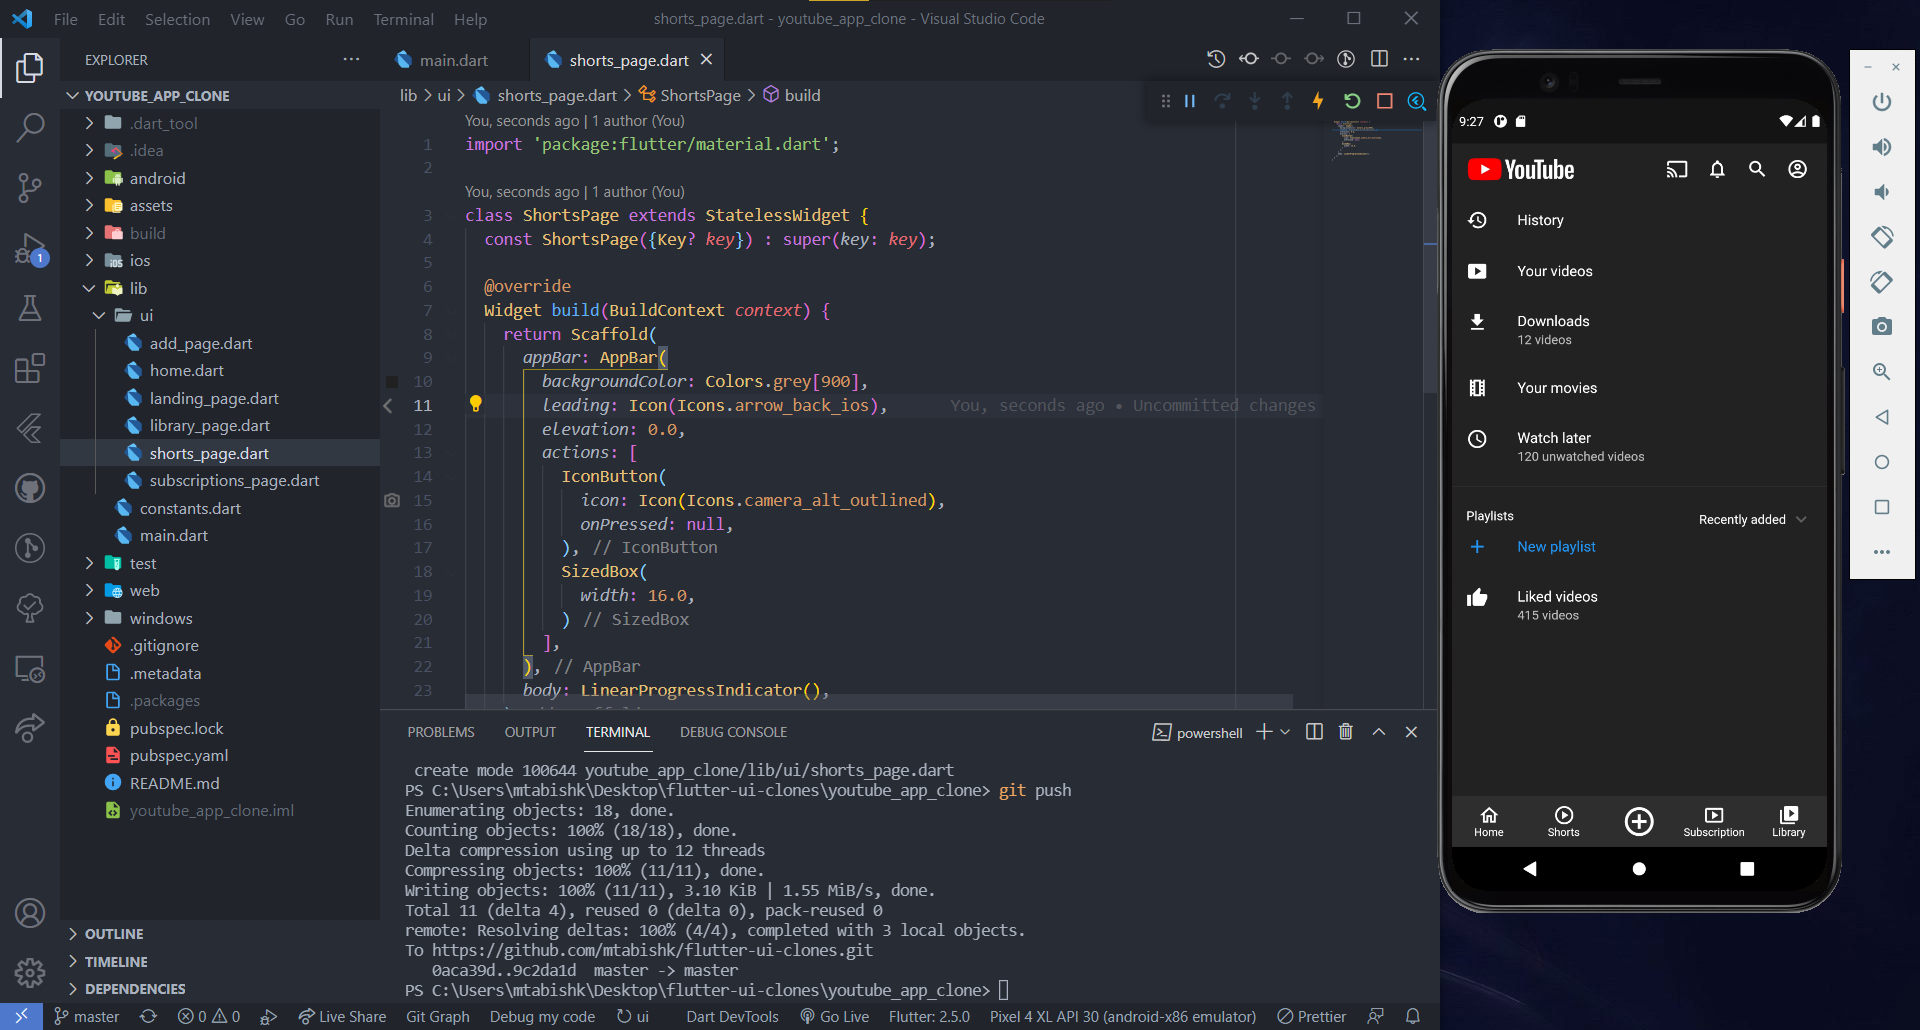 File Edit Selection View Go Run Terminal Help
shorts_page.dart - youtube_app_clone - Visual Studio Code
EXPLORER
YOUTUBE_APP_CLONE
.dart_tool
.idea
android
assets
build
ios
lib
ui
add_page.dart
home.dart
landing_page.dart
library_page.dart
shorts_page.dart
subscriptions_page.dart
constants.dart
main.dart
test
web
windows
.gitignore
.metadata
.packages
pubspec.lock
pubspec.yaml
README.md
youtube_app_clone.iml
OUTLINE
TIMELINE
DEPENDENCIES
1
main.dart
shorts_page.dart
lib > ui > shorts_page.dart > ShortsPage > build
You, seconds ago | 1 author (You)
1 import 'package:flutter/material.dart';
2
You, seconds ago | 1 author (You)
3 class ShortsPage extends StatelessWidget {
4 const ShortsPage({Key? key}) : super(key: key);
5
6 @override
7 Widget build(BuildContext context) {
8 return Scaffold(
9 appBar: AppBar(
10 backgroundColor: Colors.grey[900],
11 leading: Icon(Icons.arrow_back_ios), You, seconds ago • Uncommitted changes
12 elevation: 0.0,
13 actions: [
14 IconButton(
15 icon: Icon(Icons.camera_alt_outlined),
16 onPressed: null,
17 ), // IconButton
18 SizedBox(
19 width: 16.0,
20 ) // SizedBox
21 ],
22 ), // AppBar
23 body: LinearProgressIndicator(),
PROBLEMS OUTPUT TERMINAL DEBUG CONSOLE
powershell
create mode 100644 youtube_app_clone/lib/ui/shorts_page.dart
PS C:\Users\mtabishk\Desktop\flutter-ui-clones\youtube_app_clone> git push
Enumerating objects: 18, done.
Counting objects: 100% (18/18), done.
Delta compression using up to 12 threads
Compressing objects: 100% (11/11), done.
Writing objects: 100% (11/11), 3.10 KiB | 1.55 MiB/s, done.
Total 11 (delta 4), reused 0 (delta 0), pack-reused 0
remote: Resolving deltas: 100% (4/4), completed with 3 local objects.
To https://github.com/mtabishk/flutter-ui-clones.git
0aca39d..9c2da1d master -> master
PS C:\Users\mtabishk\Desktop\flutter-ui-clones\youtube_app_clone>
master 0 0 Live Share Git Graph Debug my code ui Dart DevTools Go Live Flutter: 2.5.0 Pixel 4 XL API 30 (android-x86 emulator) Prettier
9:27
YouTube
History
Your videos
Downloads
12 videos
Your movies
Watch later
120 unwatched videos
Playlists
Recently added
New playlist
Liked videos
415 videos
Home Shorts Subscription Library